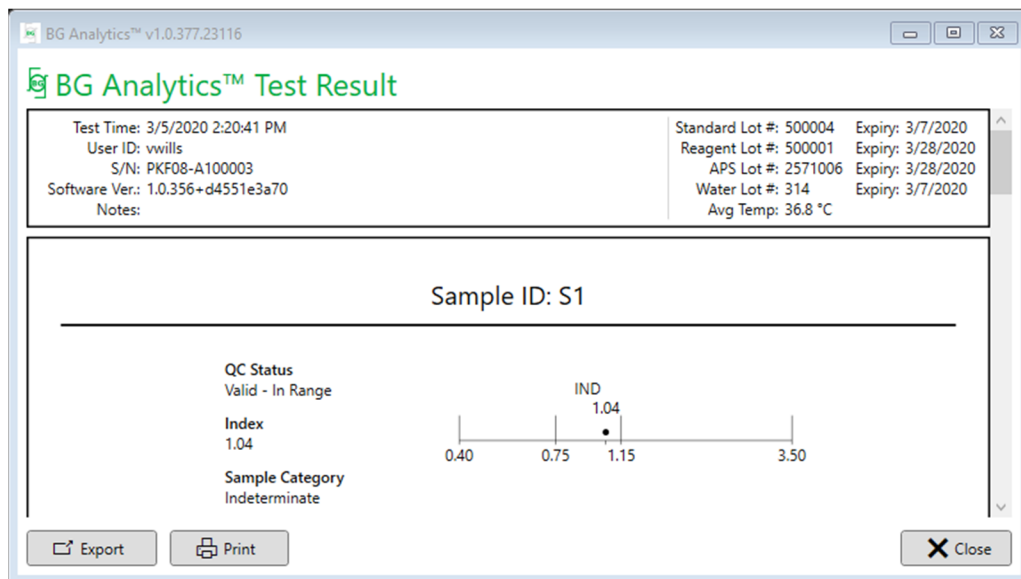 BG Analytics™ v1.0.377.23116
BG Analytics™ Test Result
Test Time: 3/5/2020 2:20:41 PM
User ID: vwills
S/N: PKF08-A100003
Software Ver.: 1.0.356+d4551e3a70
Notes:
Standard Lot #: 500004 Expiry: 3/7/2020
Reagent Lot #: 500001 Expiry: 3/28/2020
APS Lot #: 2571006 Expiry: 3/28/2020
Water Lot #: 314 Expiry: 3/7/2020
Avg Temp: 36.8 °C
Sample ID: S1
QC Status
Valid - In Range
Index
1.04
Sample Category
Indeterminate
IND
1.04
0.40 0.75 1.15 3.50
Export Print Close